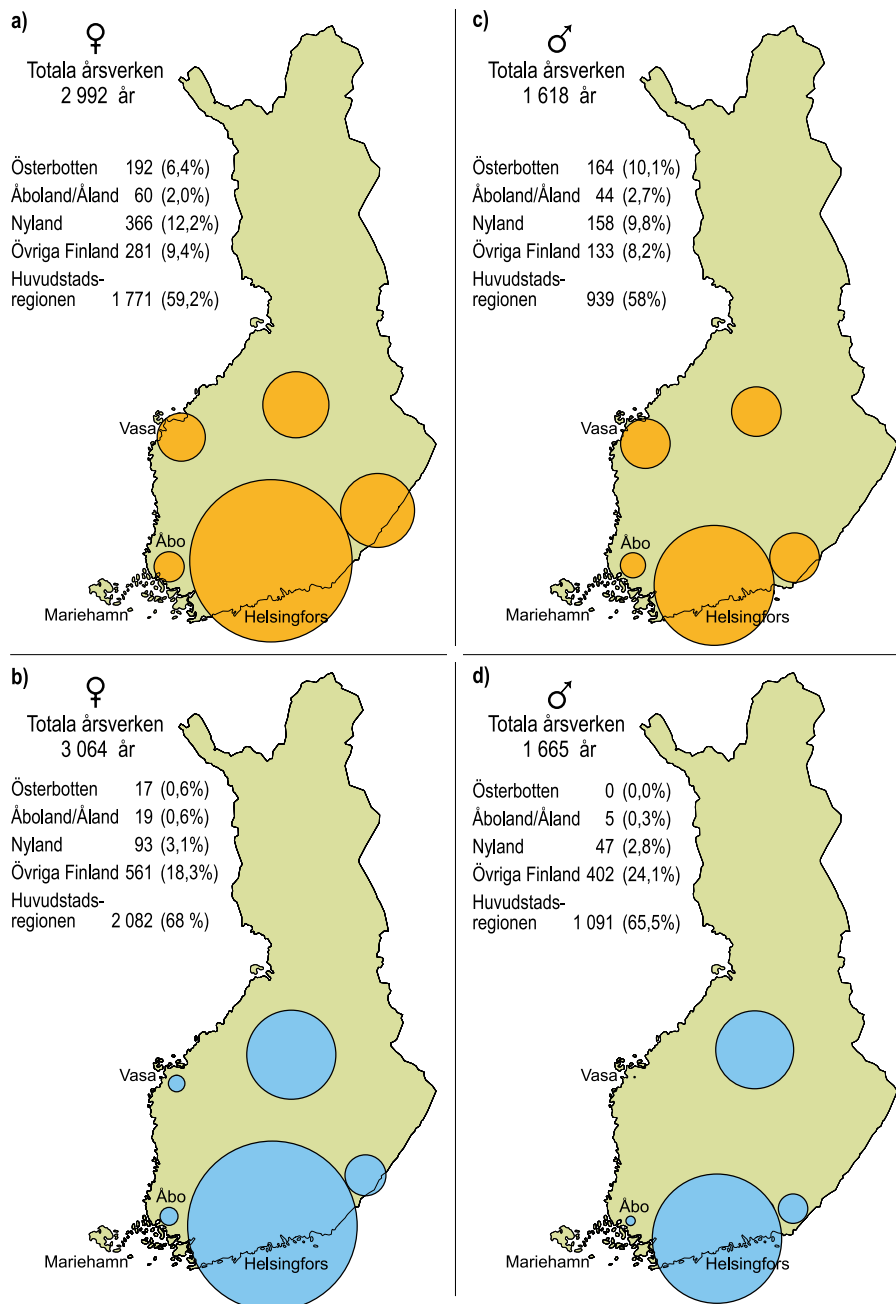 a)
♀
Totala årsverken
2 992 år
Österbotten 192 (6,4%)
Åboland/Åland 60 (2,0%)
Nyland 366 (12,2%)
Övriga Finland 281 (9,4%)
Huvudstads-
regionen 1 771 (59,2%)
Vasa
Åbo
Mariehamn
Helsingfors
c)
♂
Totala årsverken
1 618 år
Österbotten 164 (10,1%)
Åboland/Åland 44 (2,7%)
Nyland 158 (9,8%)
Övriga Finland 133 (8,2%)
Huvudstads-
regionen 939 (58%)
Vasa
Åbo
Mariehamn
Helsingfors
b)
♀
Totala årsverken
3 064 år
Österbotten 17 (0,6%)
Åboland/Åland 19 (0,6%)
Nyland 93 (3,1%)
Övriga Finland 561 (18,3%)
Huvudstads-
regionen 2 082 (68 %)
Vasa
Åbo
Mariehamn
Helsingfors
d)
♂
Totala årsverken
1 665 år
Österbotten 0 (0,0%)
Åboland/Åland 5 (0,3%)
Nyland 47 (2,8%)
Övriga Finland 402 (24,1%)
Huvudstads-
regionen 1 091 (65,5%)
Vasa
Åbo
Mariehamn
Helsingfors